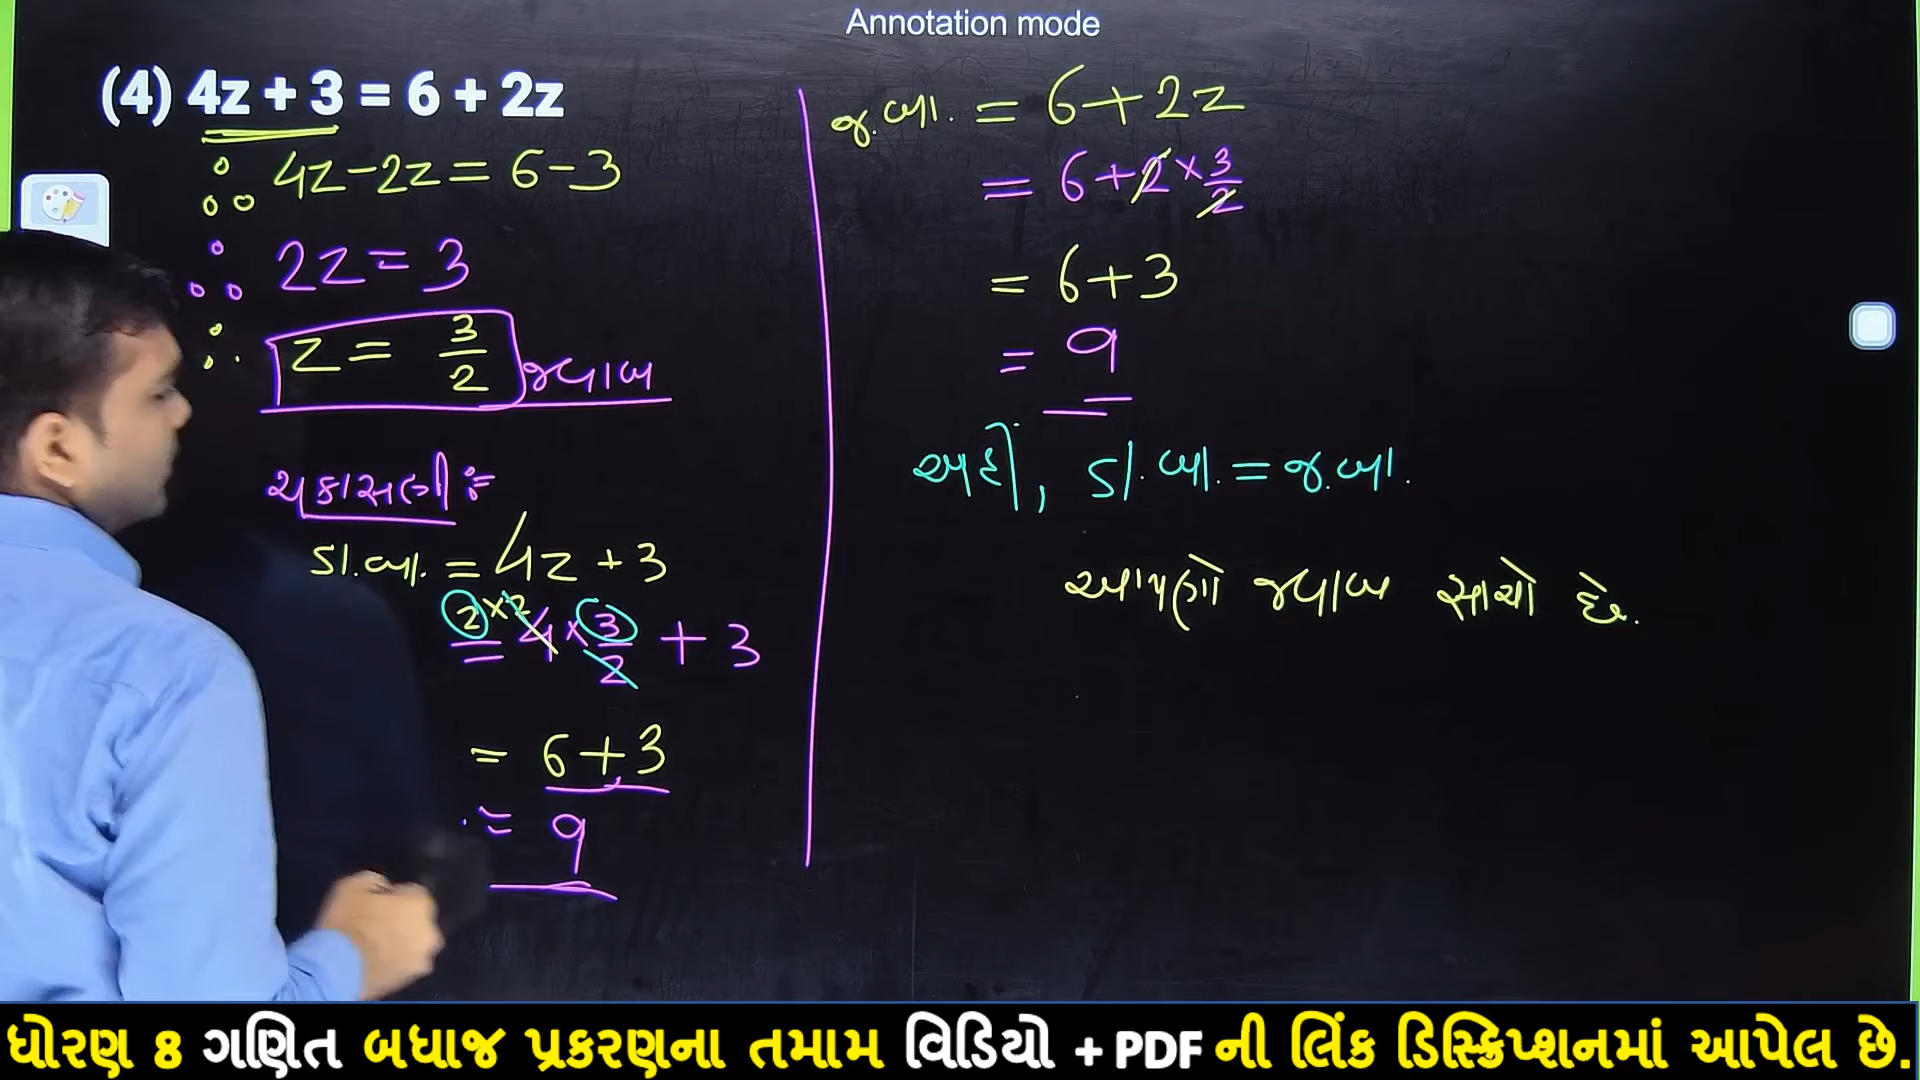 Annotation mode
(4) 4z + 3 = 6 + 2z
∴ 4z - 2z = 6 - 3
∴ 2z = 3
∴ z = 3/2 જવાબ
ચકાસણી :-
ડા.બા. = 4z + 3
= 2 × 2 4 × 3/2 + 3
= 6 + 3
= 9
જ.બા. = 6 + 2z
= 6 + 2 × 3/2
= 6 + 3
= 9
અહીં, ડા.બા. = જ.બા.
આપણો જવાબ સાચો છે.
ધોરણ 8 ગણિત બધાજ પ્રકરણના તમામ વિડિયો + PDF ની લિંક ડિસ્ક્રિપ્શનમાં આપેલ છે.